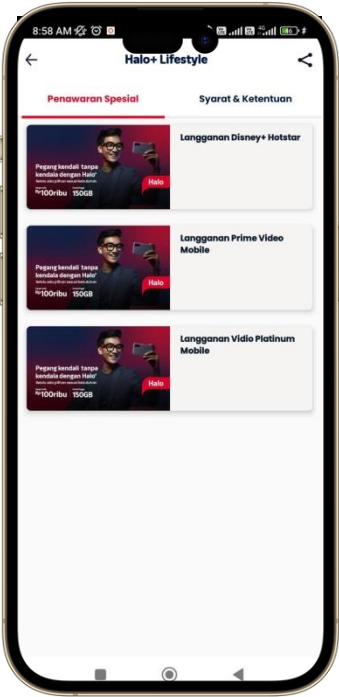 8:58 AM
Halo+ Lifestyle
Penawaran Spesial
Syarat & Ketentuan
Pegang kendali tanpa
kendala dengan Halo⁺
Rp100ribu 150GB
Halo
Langganan Disney+ Hotstar
Pegang kendali tanpa
kendala dengan Halo⁺
Rp100ribu 150GB
Halo
Langganan Prime Video
Mobile
Pegang kendali tanpa
kendala dengan Halo⁺
Rp100ribu 150GB
Halo
Langganan Vidio Platinum
Mobile